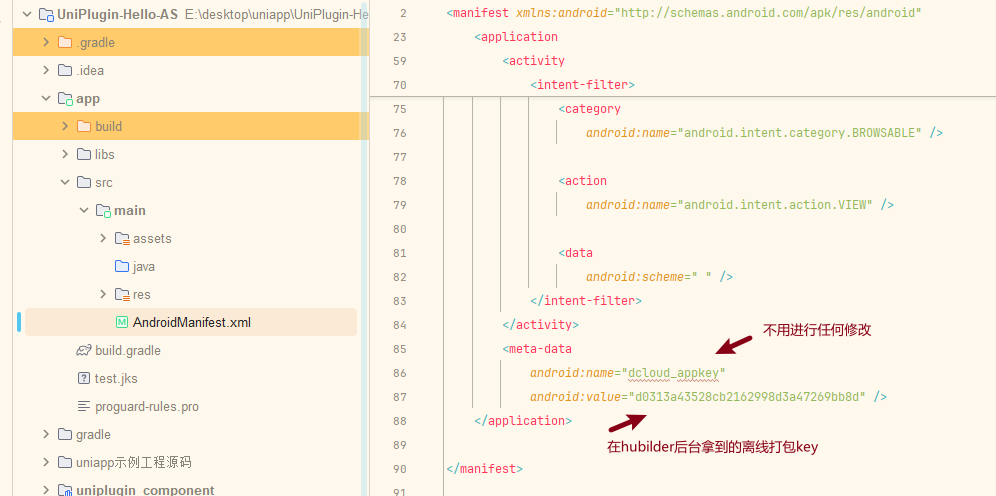 UniPlugin-Hello-AS E:\desktop\uniapp\UniPlugin-He
.gradle
.idea
app
build
libs
src
main
assets
java
res
AndroidManifest.xml
build.gradle
test.jks
proguard-rules.pro
gradle
uniapp示例工程源码
uniplugin_component
2 <manifest xmlns:android="http://schemas.android.com/apk/res/android"
23 <application
59 <activity
70 <intent-filter>
75 <category
76 android:name="android.intent.category.BROWSABLE" />
77
78 <action
79 android:name="android.intent.action.VIEW" />
80
81 <data
82 android:scheme=" " />
83 </intent-filter>
84 </activity>
85 <meta-data
不用进行任何修改
86 android:name="dcloud_appkey"
87 android:value="d0313a43528cb2162998d3a47269bb8d" />
88 </application>
在hubilder后台拿到的离线打包key
89
90 </manifest>
91